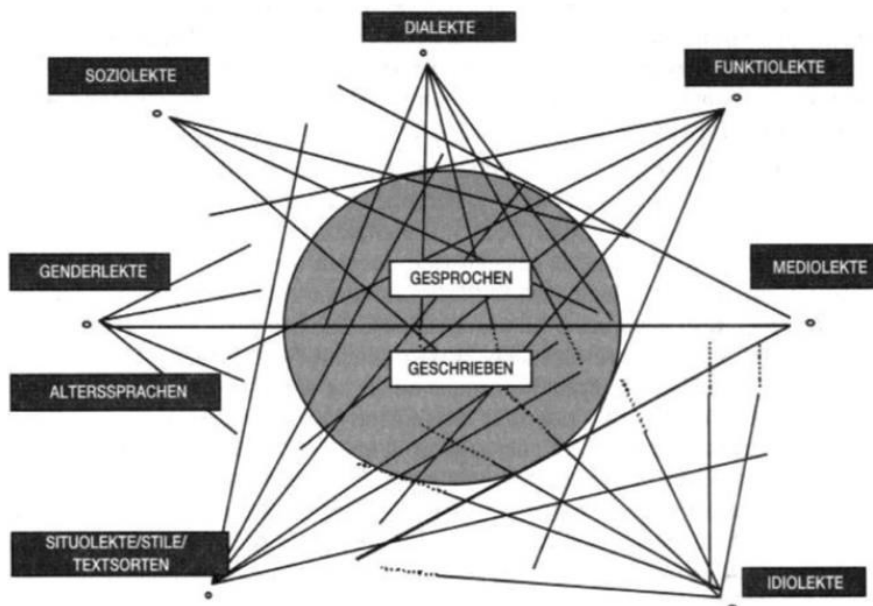 DIALEKTE
SOZIOLEKTE
FUNKTIOLEKTE
GENDERLEKTE
GESPROCHEN
MEDIOLEKTE
GESCHRIEBEN
ALTERSSPRACHEN
SITUOLEKTE/STILE/
TEXTSORTEN
IDIOLEKTE